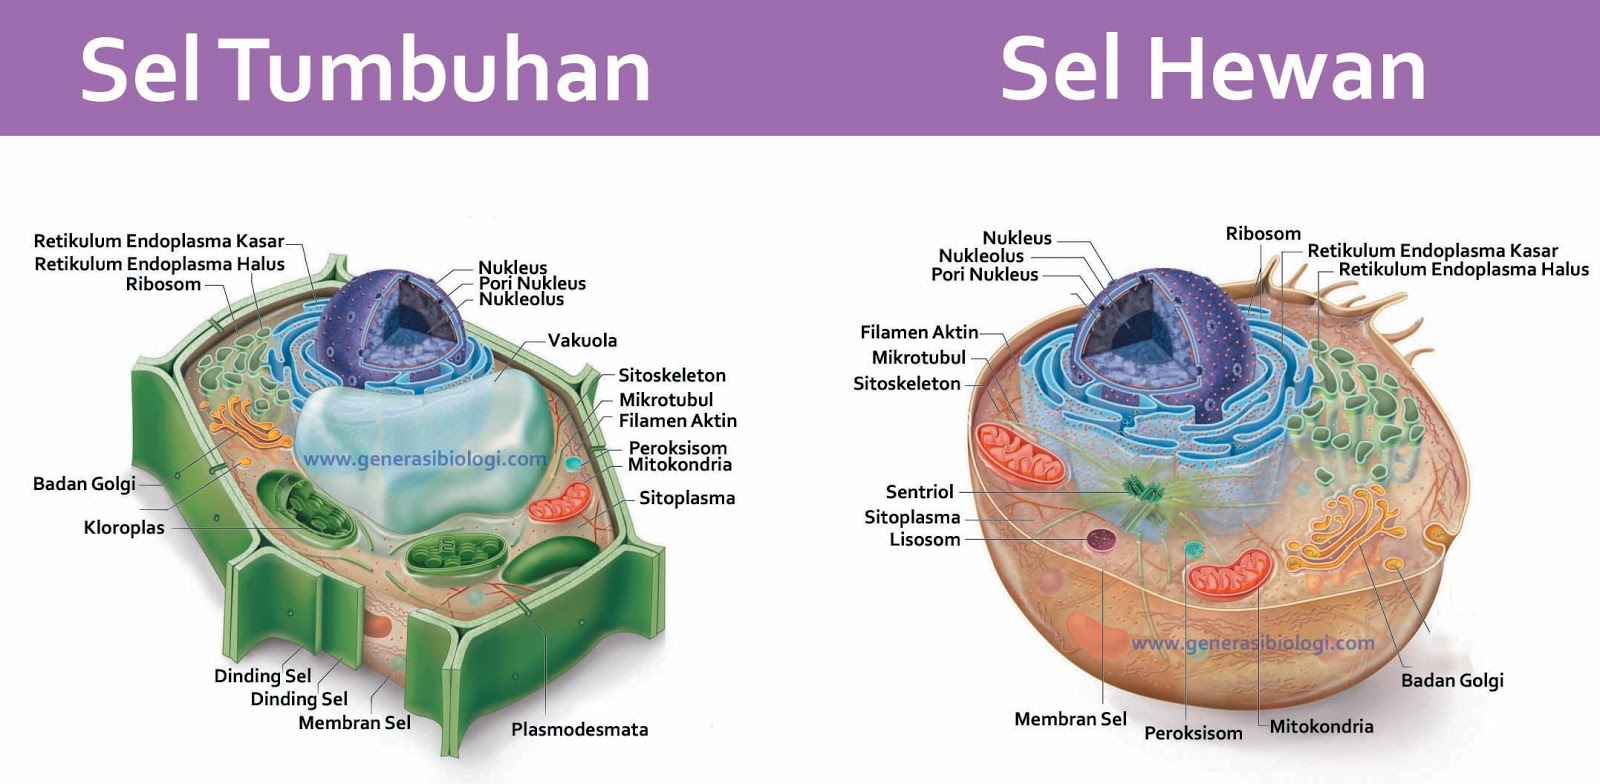 Sel Tumbuhan
Sel Hewan
Retikulum Endoplasma Kasar
Retikulum Endoplasma Halus
Ribosom
Nukleus
Pori Nukleus
Nukleolus
Vakuola
Sitoskeleton
Mikrotubul
Filamen Aktin
Peroksisom
Mitokondria
Sitoplasma
www.generasibiologi.com
Badan Golgi
Kloroplas
Dinding Sel
Dinding Sel
Membran Sel
Plasmodesmata
Nukleus
Nukleolus
Pori Nukleus
Ribosom
Retikulum Endoplasma Kasar
Retikulum Endoplasma Halus
Filamen Aktin
Mikrotubul
Sitoskeleton
Sentriol
Sitoplasma
Lisosom
www.generasibiologi.com
Membran Sel
Peroksisom
Mitokondria
Badan Golgi